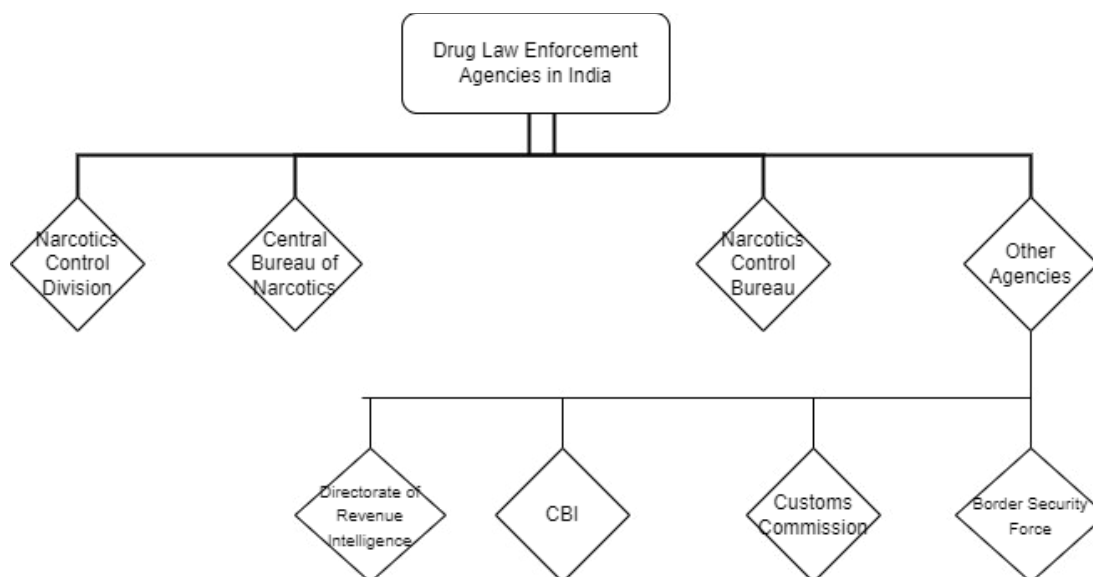 Drug Law Enforcement
Agencies in India
Narcotics
Control
Division
Central
Bureau of
Narcotics
Narcotics
Control
Bureau
Other
Agencies
Directorate of
Revenue
Intelligence
CBI
Customs
Commission
Border Security
Force